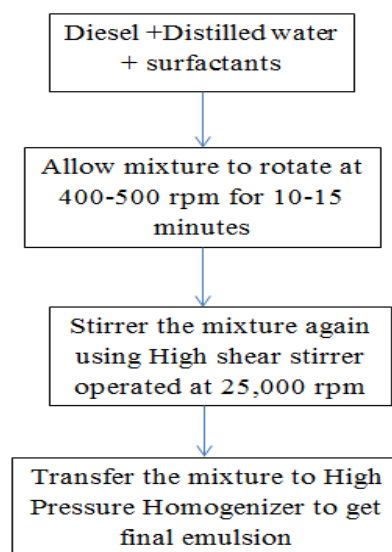 Diesel +Distilled water
+ surfactants
Allow mixture to rotate at
400-500 rpm for 10-15
minutes
Stirrer the mixture again
using High shear stirrer
operated at 25,000 rpm
Transfer the mixture to High
Pressure Homogenizer to get
final emulsion